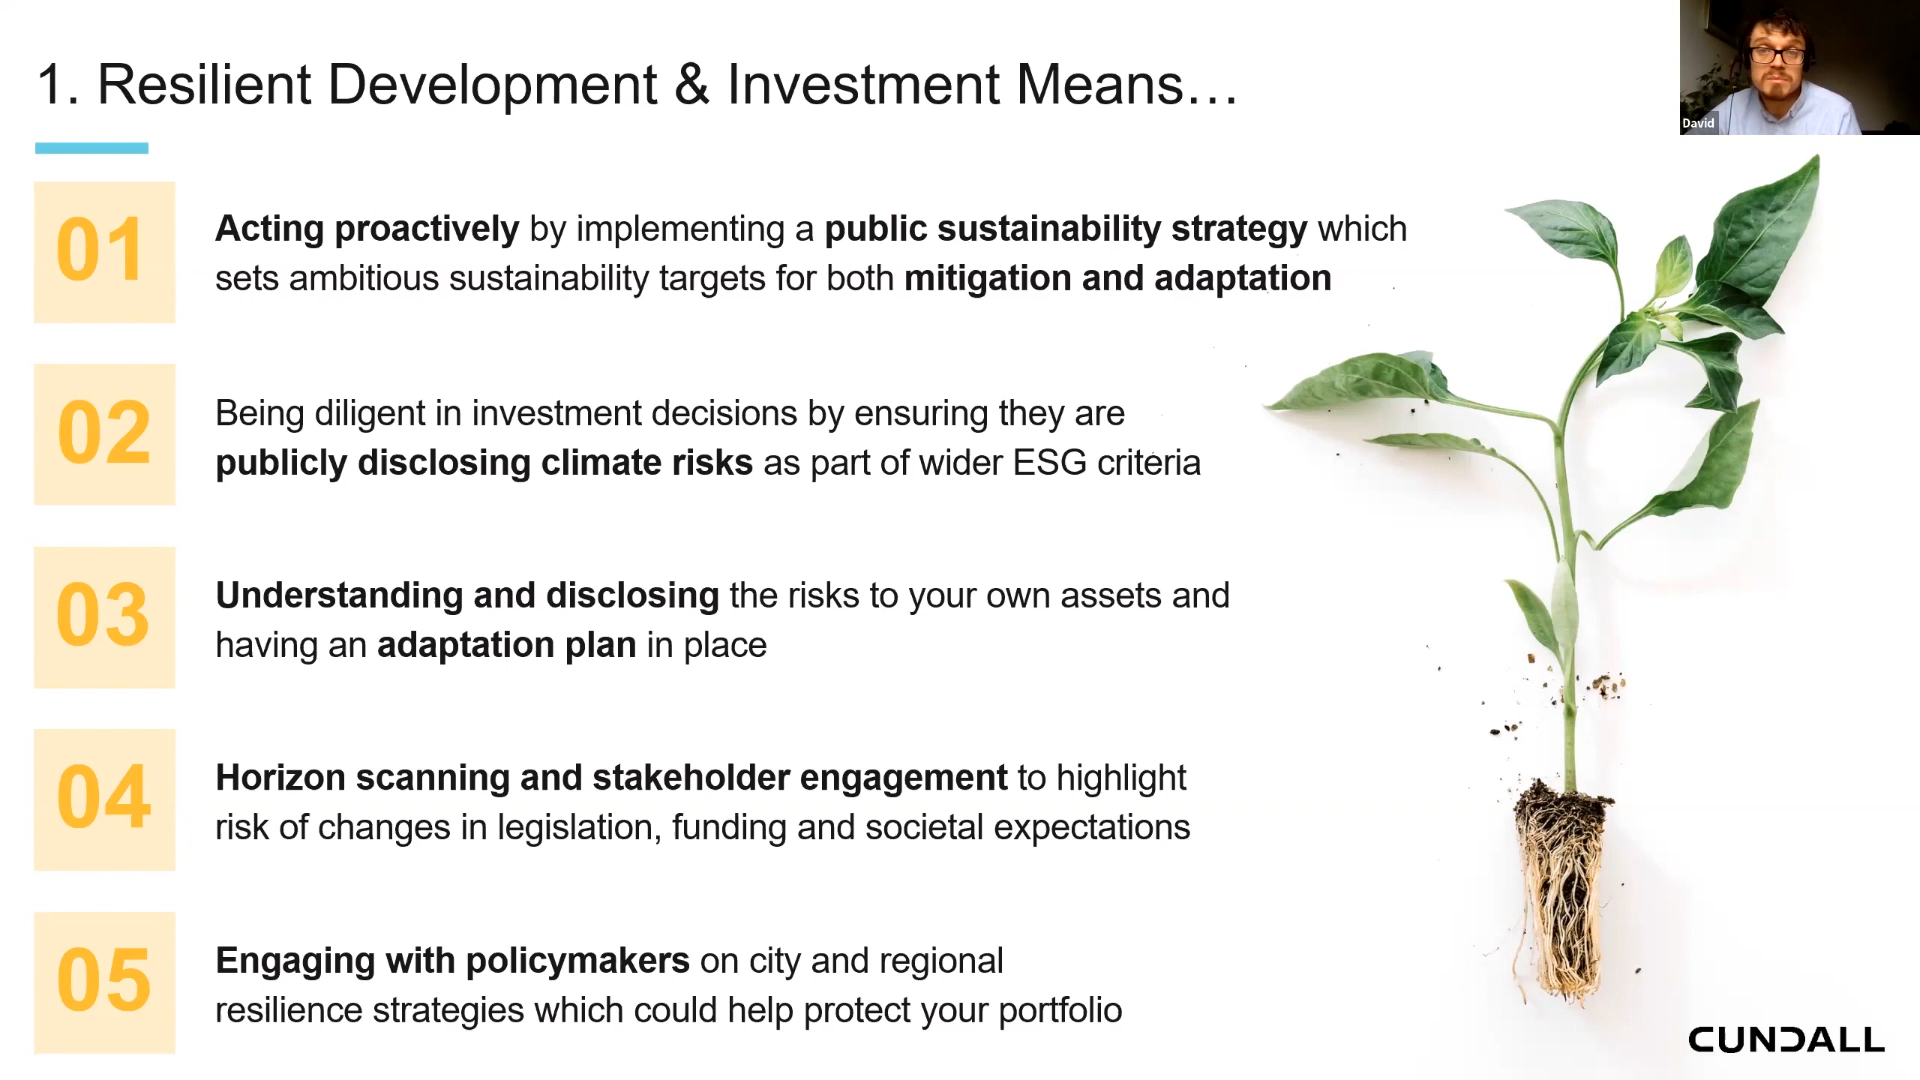 1. Resilient Development & Investment Means…
David
01
Acting proactively by implementing a public sustainability strategy which
sets ambitious sustainability targets for both mitigation and adaptation
02
Being diligent in investment decisions by ensuring they are
publicly disclosing climate risks as part of wider ESG criteria
03
Understanding and disclosing the risks to your own assets and
having an adaptation plan in place
04
Horizon scanning and stakeholder engagement to highlight
risk of changes in legislation, funding and societal expectations
05
Engaging with policymakers on city and regional
resilience strategies which could help protect your portfolio
CUNDALL